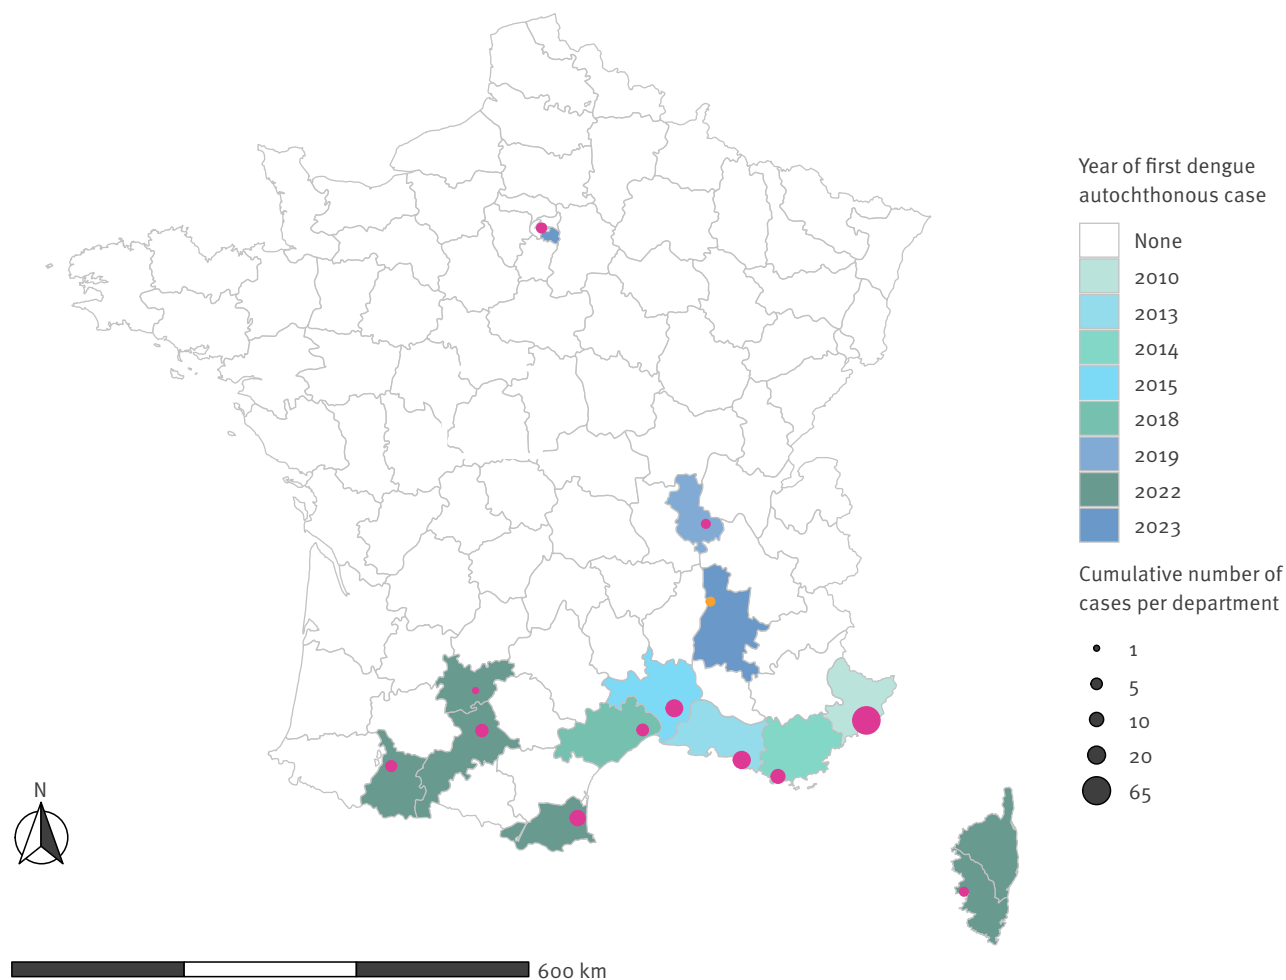 Year of first dengue
autochthonous case
None
2010
2013
2014
2015
2018
2019
2022
2023
Cumulative number of
cases per department
1
5
10
20
65
N
600 km